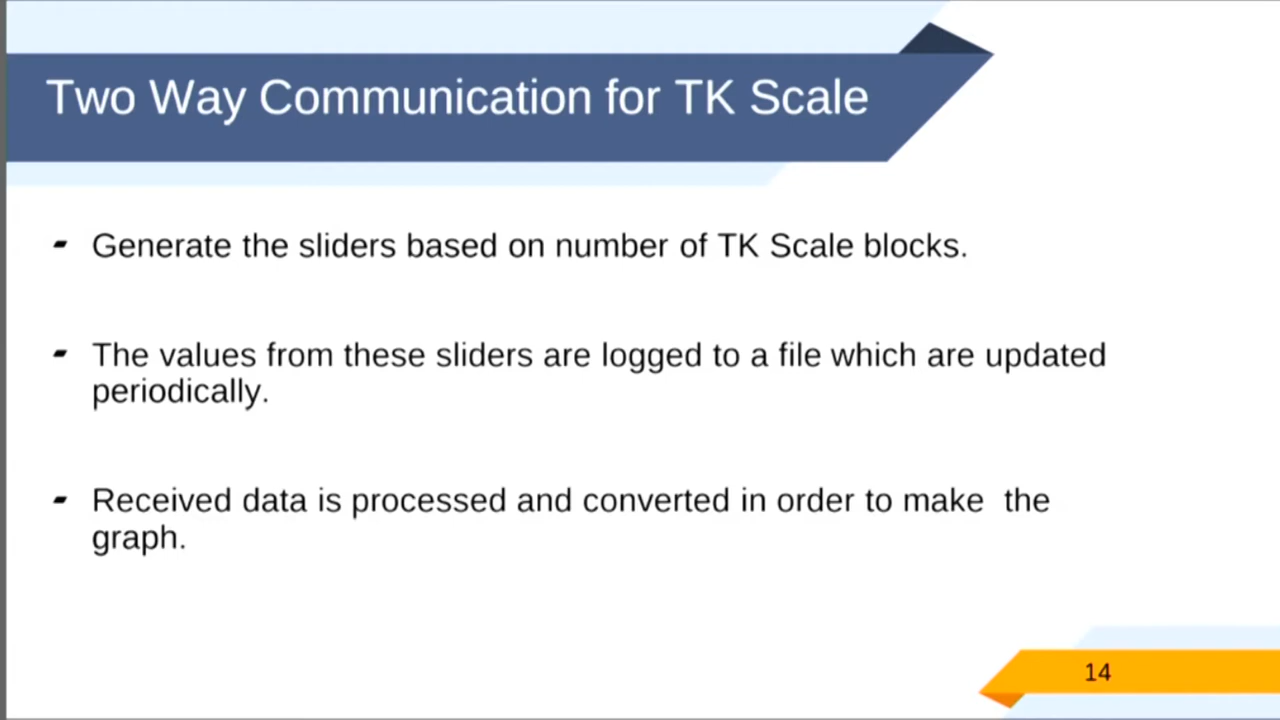 Two Way Communication for TK Scale
Generate the sliders based on number of TK Scale blocks.
The values from these sliders are logged to a file which are updated
periodically.
Received data is processed and converted in order to make  the
graph.
14